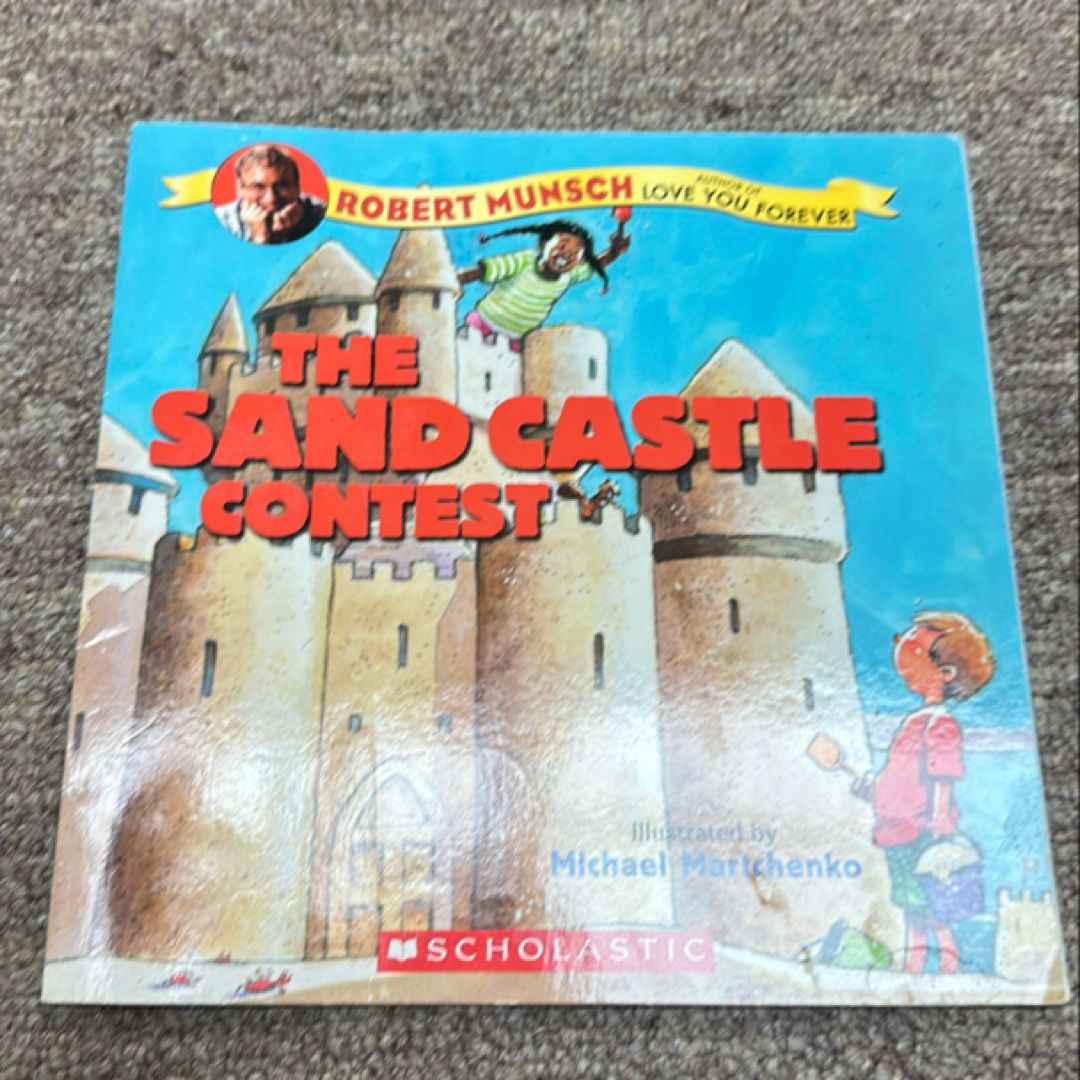 ROBERT MUNSCH
AUTHOR OF
LOVE YOU FOREVER
THE
SAND CASTLE
CONTEST
Illustrated by
Michael Martchenko
SCHOLASTIC